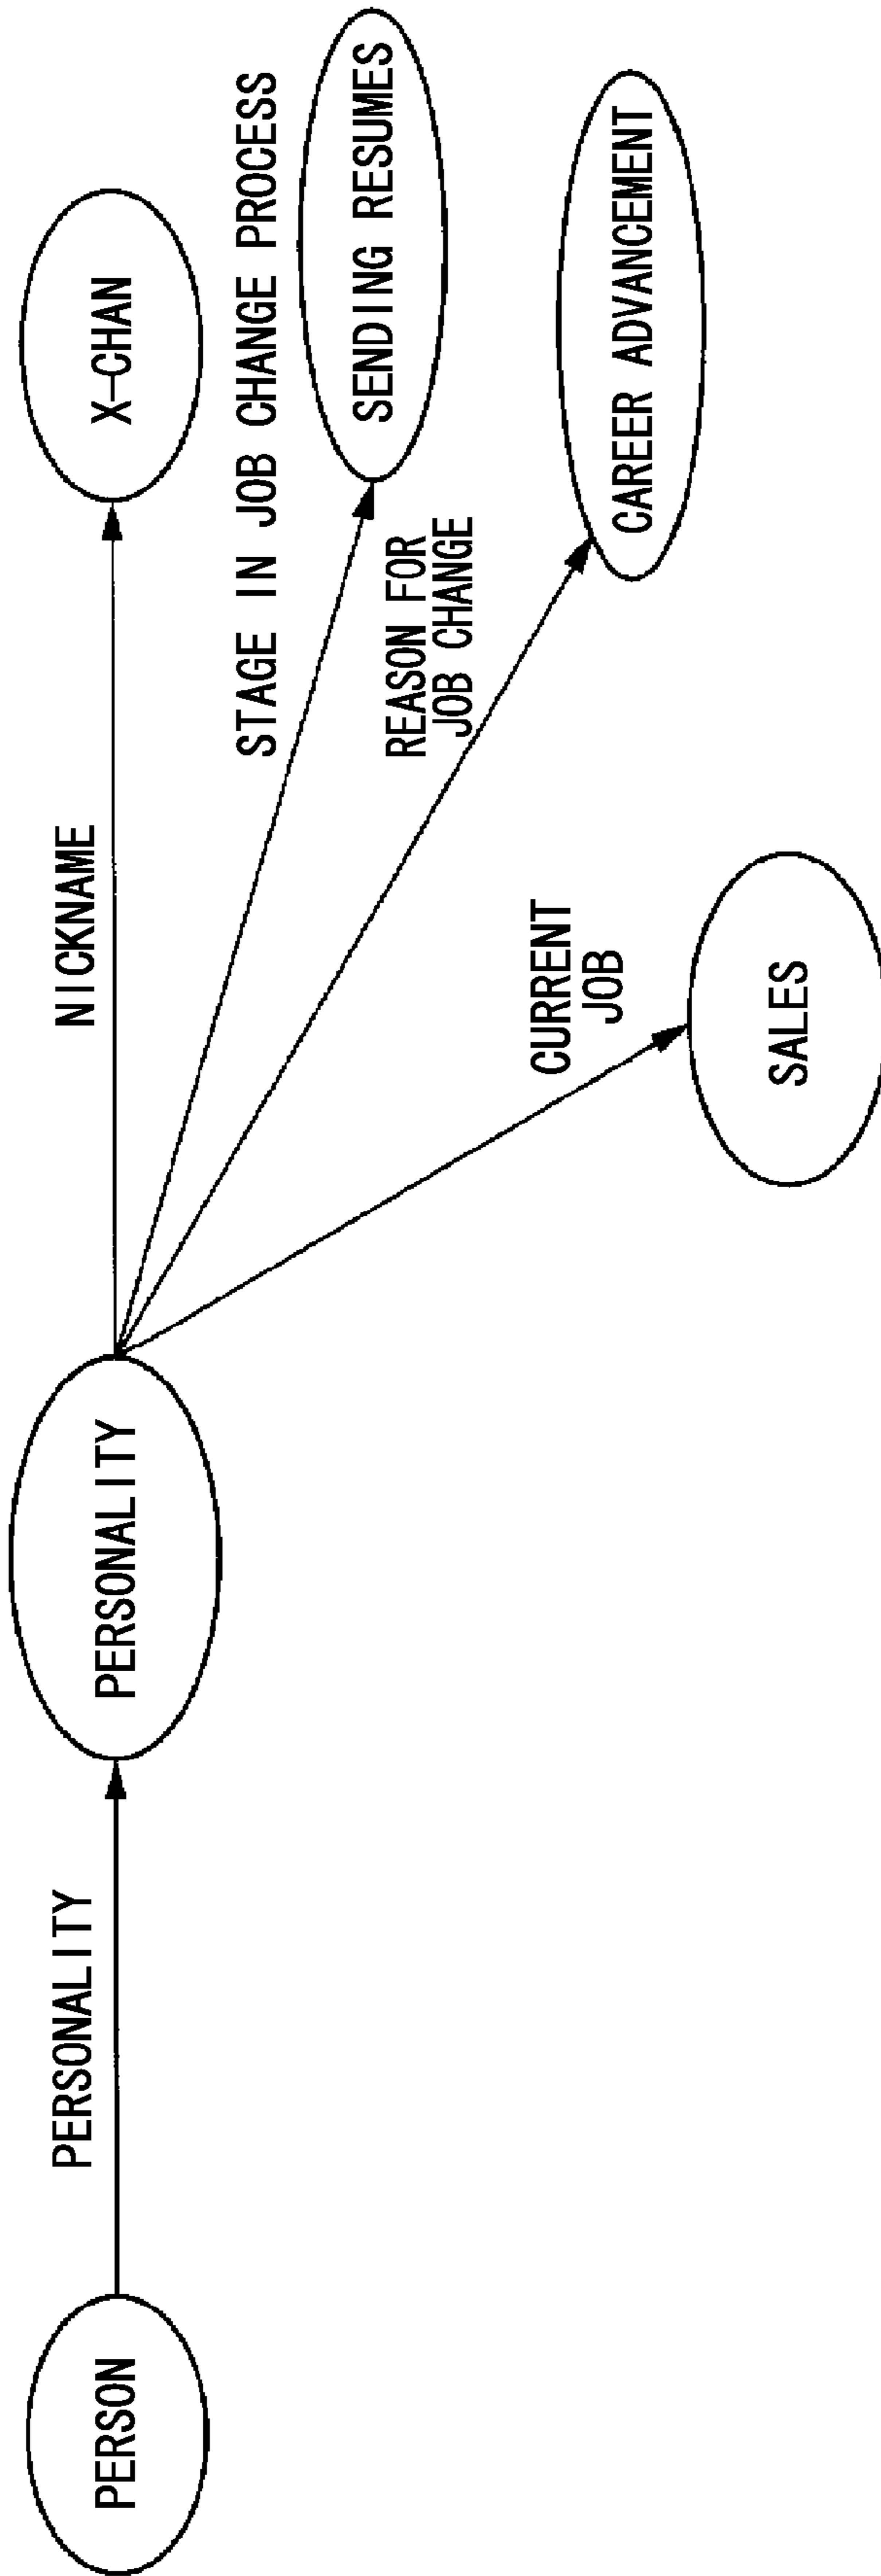 PERSON
PERSONALITY
PERSONALITY
NICKNAME
X-CHAN
STAGE IN JOB CHANGE PROCESS
SENDING RESUMES
REASON FOR
JOB CHANGE
CAREER ADVANCEMENT
CURRENT
JOB
SALES